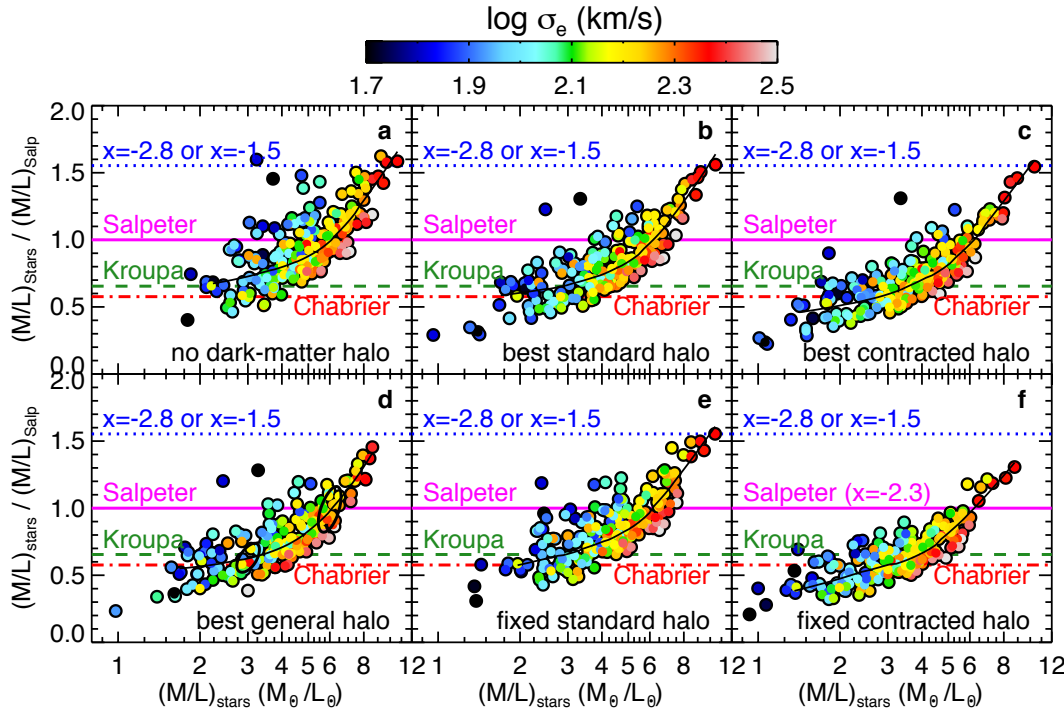 log σe (km/s)
1.7 1.9 2.1 2.3 2.5
2.0 a b c
x=-2.8 or x=-1.5 x=-2.8 or x=-1.5 x=-2.8 or x=-1.5
1.5
Salpeter Salpeter Salpeter
1.0
Kroupa Kroupa Kroupa
0.5 Chabrier Chabrier Chabrier
no dark-matter halo best standard halo best contracted halo
0.0
(M/L)Stars / (M/L)Salp
2.0 d e f
x=-2.8 or x=-1.5 x=-2.8 or x=-1.5 x=-2.8 or x=-1.5
1.5
Salpeter Salpeter Salpeter (x=-2.3)
1.0
Kroupa Kroupa Kroupa
0.5 Chabrier Chabrier Chabrier
best general halo fixed standard halo fixed contracted halo
0.0
(M/L)stars / (M/L)Salp
1 2 3 4 5 6 8 12 1 2 3 4 5 6 8 12 1 2 3 4 5 6 8 12
(M/L)stars (M⊙/L⊙) (M/L)stars (M⊙/L⊙) (M/L)stars (M⊙/L⊙)